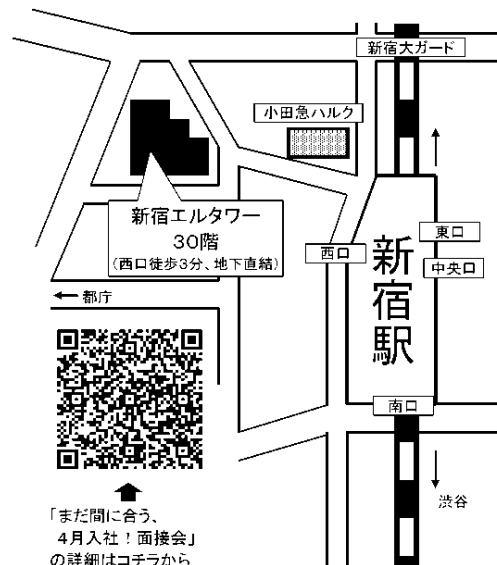 新宿大ガード
小田急ハルク
新宿エルタワー
30階
(西口徒歩3分、地下直結)
西口
新宿駅
東口
中央口
←都庁
南口
渋谷
「まだ間に合う、
4月入社!面接会」
の詳細はコチラから